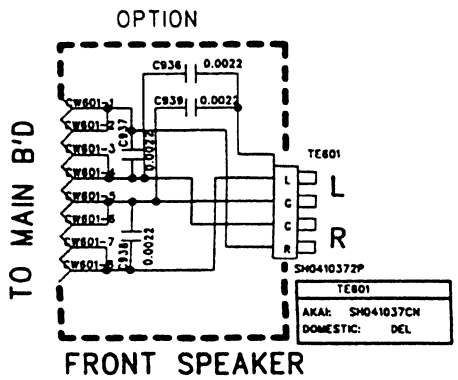 OPTION
C936 0.0022
C939 0.0022
CW601-1
CW601-2
CW601-3
CW601-4
CW601-5
CW601-6
CW601-7
CW601-8
C937
0.0022
C938
0.0022
TO MAIN B'D
TE601
L
G
G
R
L
R
SH0410372P
TE601
AKAI: SH041037CN
DOMESTIC: DEL
FRONT SPEAKER